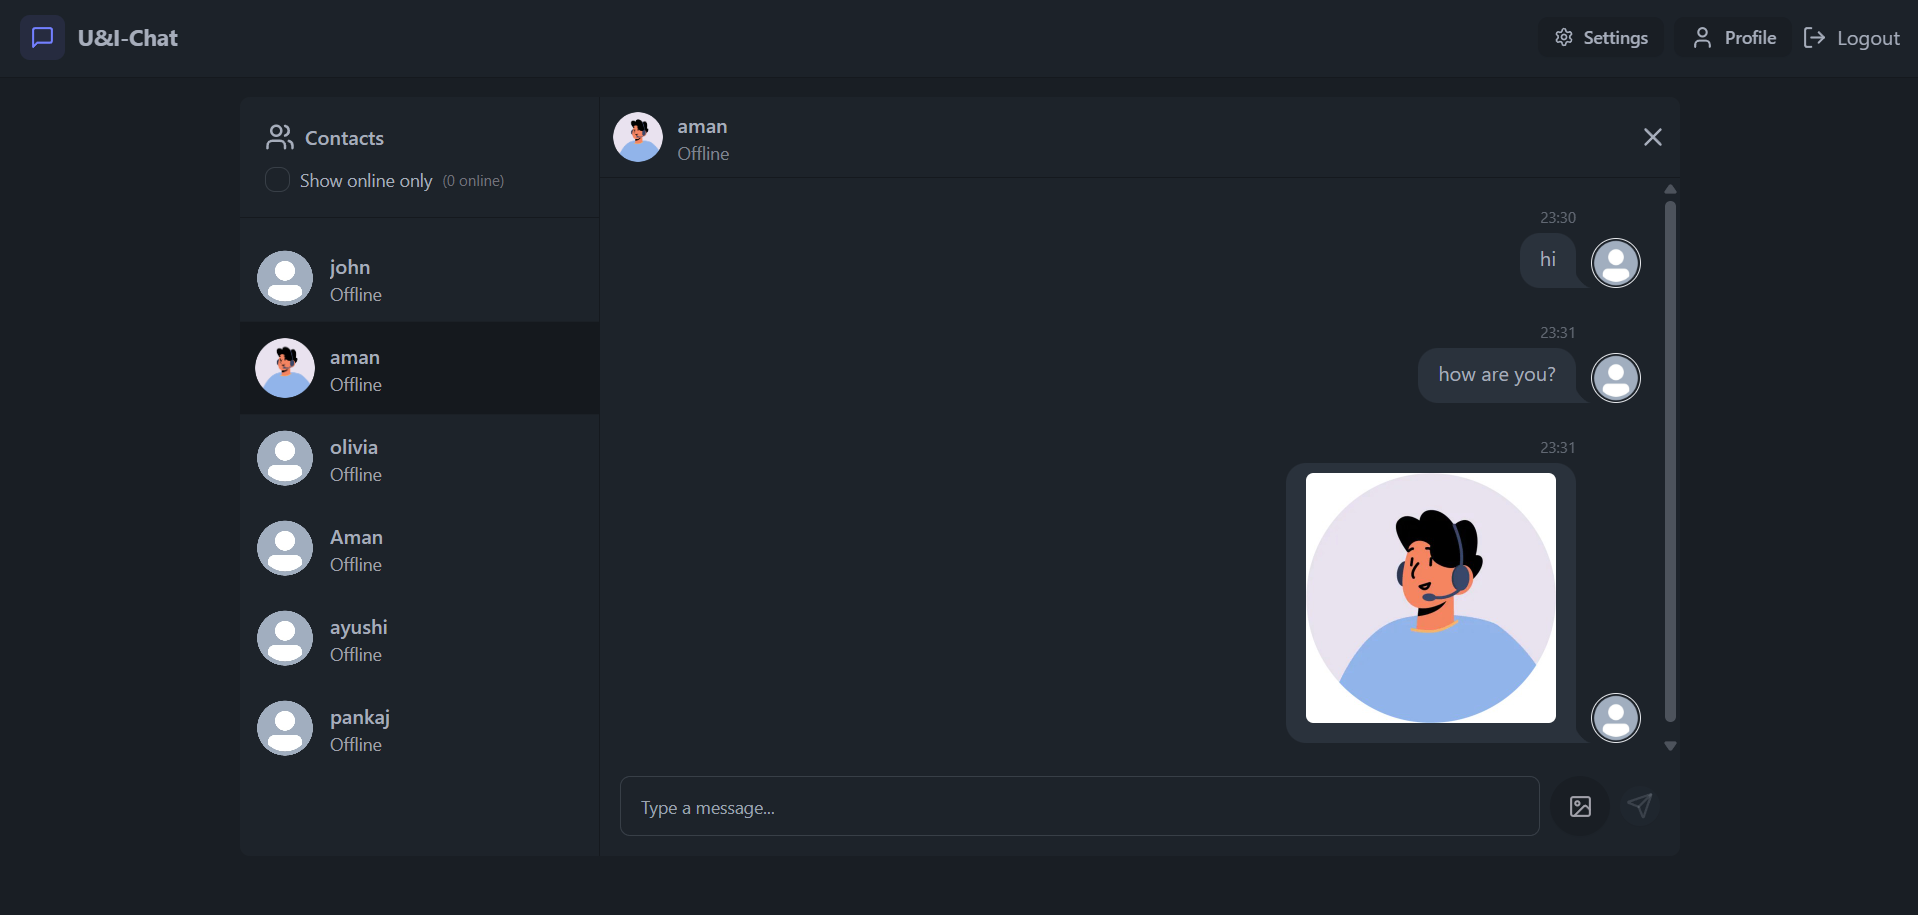 U&I-Chat
Settings
Profile
Logout
Contacts
Show online only (0 online)
john
Offline
aman
Offline
olivia
Offline
Aman
Offline
ayushi
Offline
pankaj
Offline
aman
Offline
23:30
hi
23:31
how are you?
23:31
Type a message...